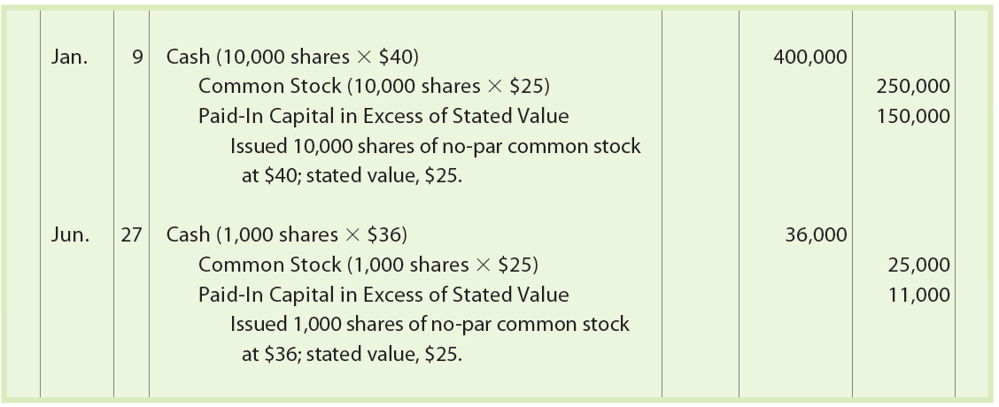 Jan. 9 Cash (10,000 shares × $40) 400,000
Common Stock (10,000 shares × $25) 250,000
Paid-In Capital in Excess of Stated Value 150,000
Issued 10,000 shares of no-par common stock
at $40; stated value, $25.
Jun. 27 Cash (1,000 shares × $36) 36,000
Common Stock (1,000 shares × $25) 25,000
Paid-In Capital in Excess of Stated Value 11,000
Issued 1,000 shares of no-par common stock
at $36; stated value, $25.